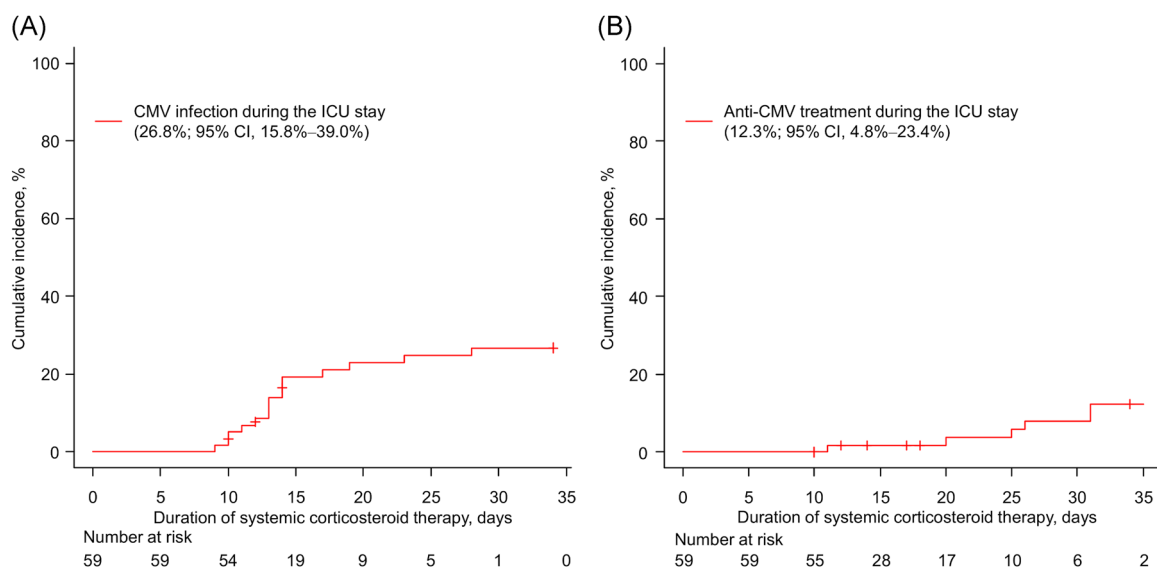 (A)
100
80
60
40
20
0
Cumulative incidence, %
CMV infection during the ICU stay
(26.8%; 95% CI, 15.8%–39.0%)
0 5 10 15 20 25 30 35
Duration of systemic corticosteroid therapy, days
Number at risk
59 59 54 19 9 5 1 0
(B)
100
80
60
40
20
0
Cumulative incidence, %
Anti-CMV treatment during the ICU stay
(12.3%; 95% CI, 4.8%–23.4%)
0 5 10 15 20 25 30 35
Duration of systemic corticosteroid therapy, days
Number at risk
59 59 55 28 17 10 6 2